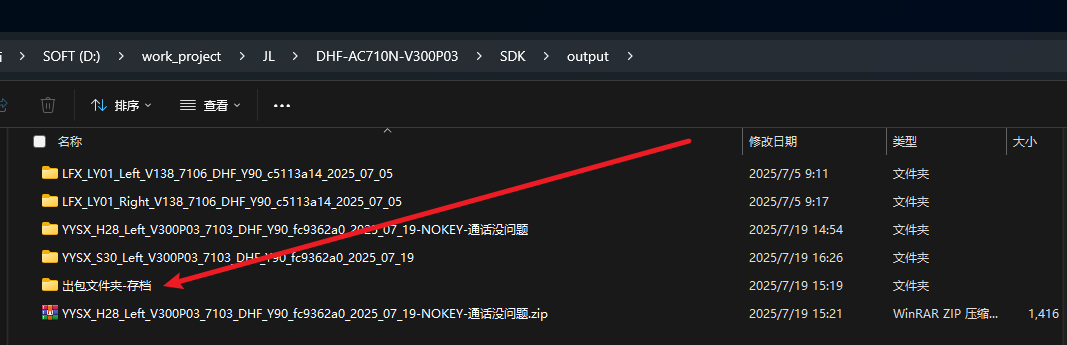 SOFT (D:) > work_project > JL > DHF-AC710N-V300P03 > SDK > output >
排序 查看 •••
名称 修改日期 类型 大小
LFX_LY01_Left_V138_7106_DHF_Y90_c5113a14_2025_07_05 2025/7/5 9:11 文件夹
LFX_LY01_Right_V138_7106_DHF_Y90_c5113a14_2025_07_05 2025/7/5 9:17 文件夹
YYSX_H28_Left_V300P03_7103_DHF_Y90_fc9362a0_2025_07_19-NOKEY-通话没问题 2025/7/19 14:54 文件夹
YYSX_S30_Left_V300P03_7103_DHF_Y90_fc9362a0_2025_07_19 2025/7/19 16:26 文件夹
出包文件夹-存档 2025/7/19 15:19 文件夹
YYSX_H28_Left_V300P03_7103_DHF_Y90_fc9362a0_2025_07_19-NOKEY-通话没问题.zip 2025/7/19 15:21 WinRAR ZIP 压缩... 1,416